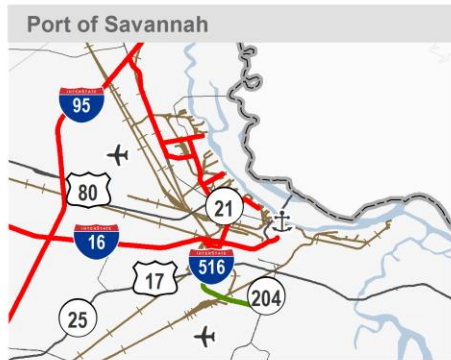 Port of Savannah
INTERSTATE
95
80
21
INTERSTATE
16
INTERSTATE
516
17
204
25